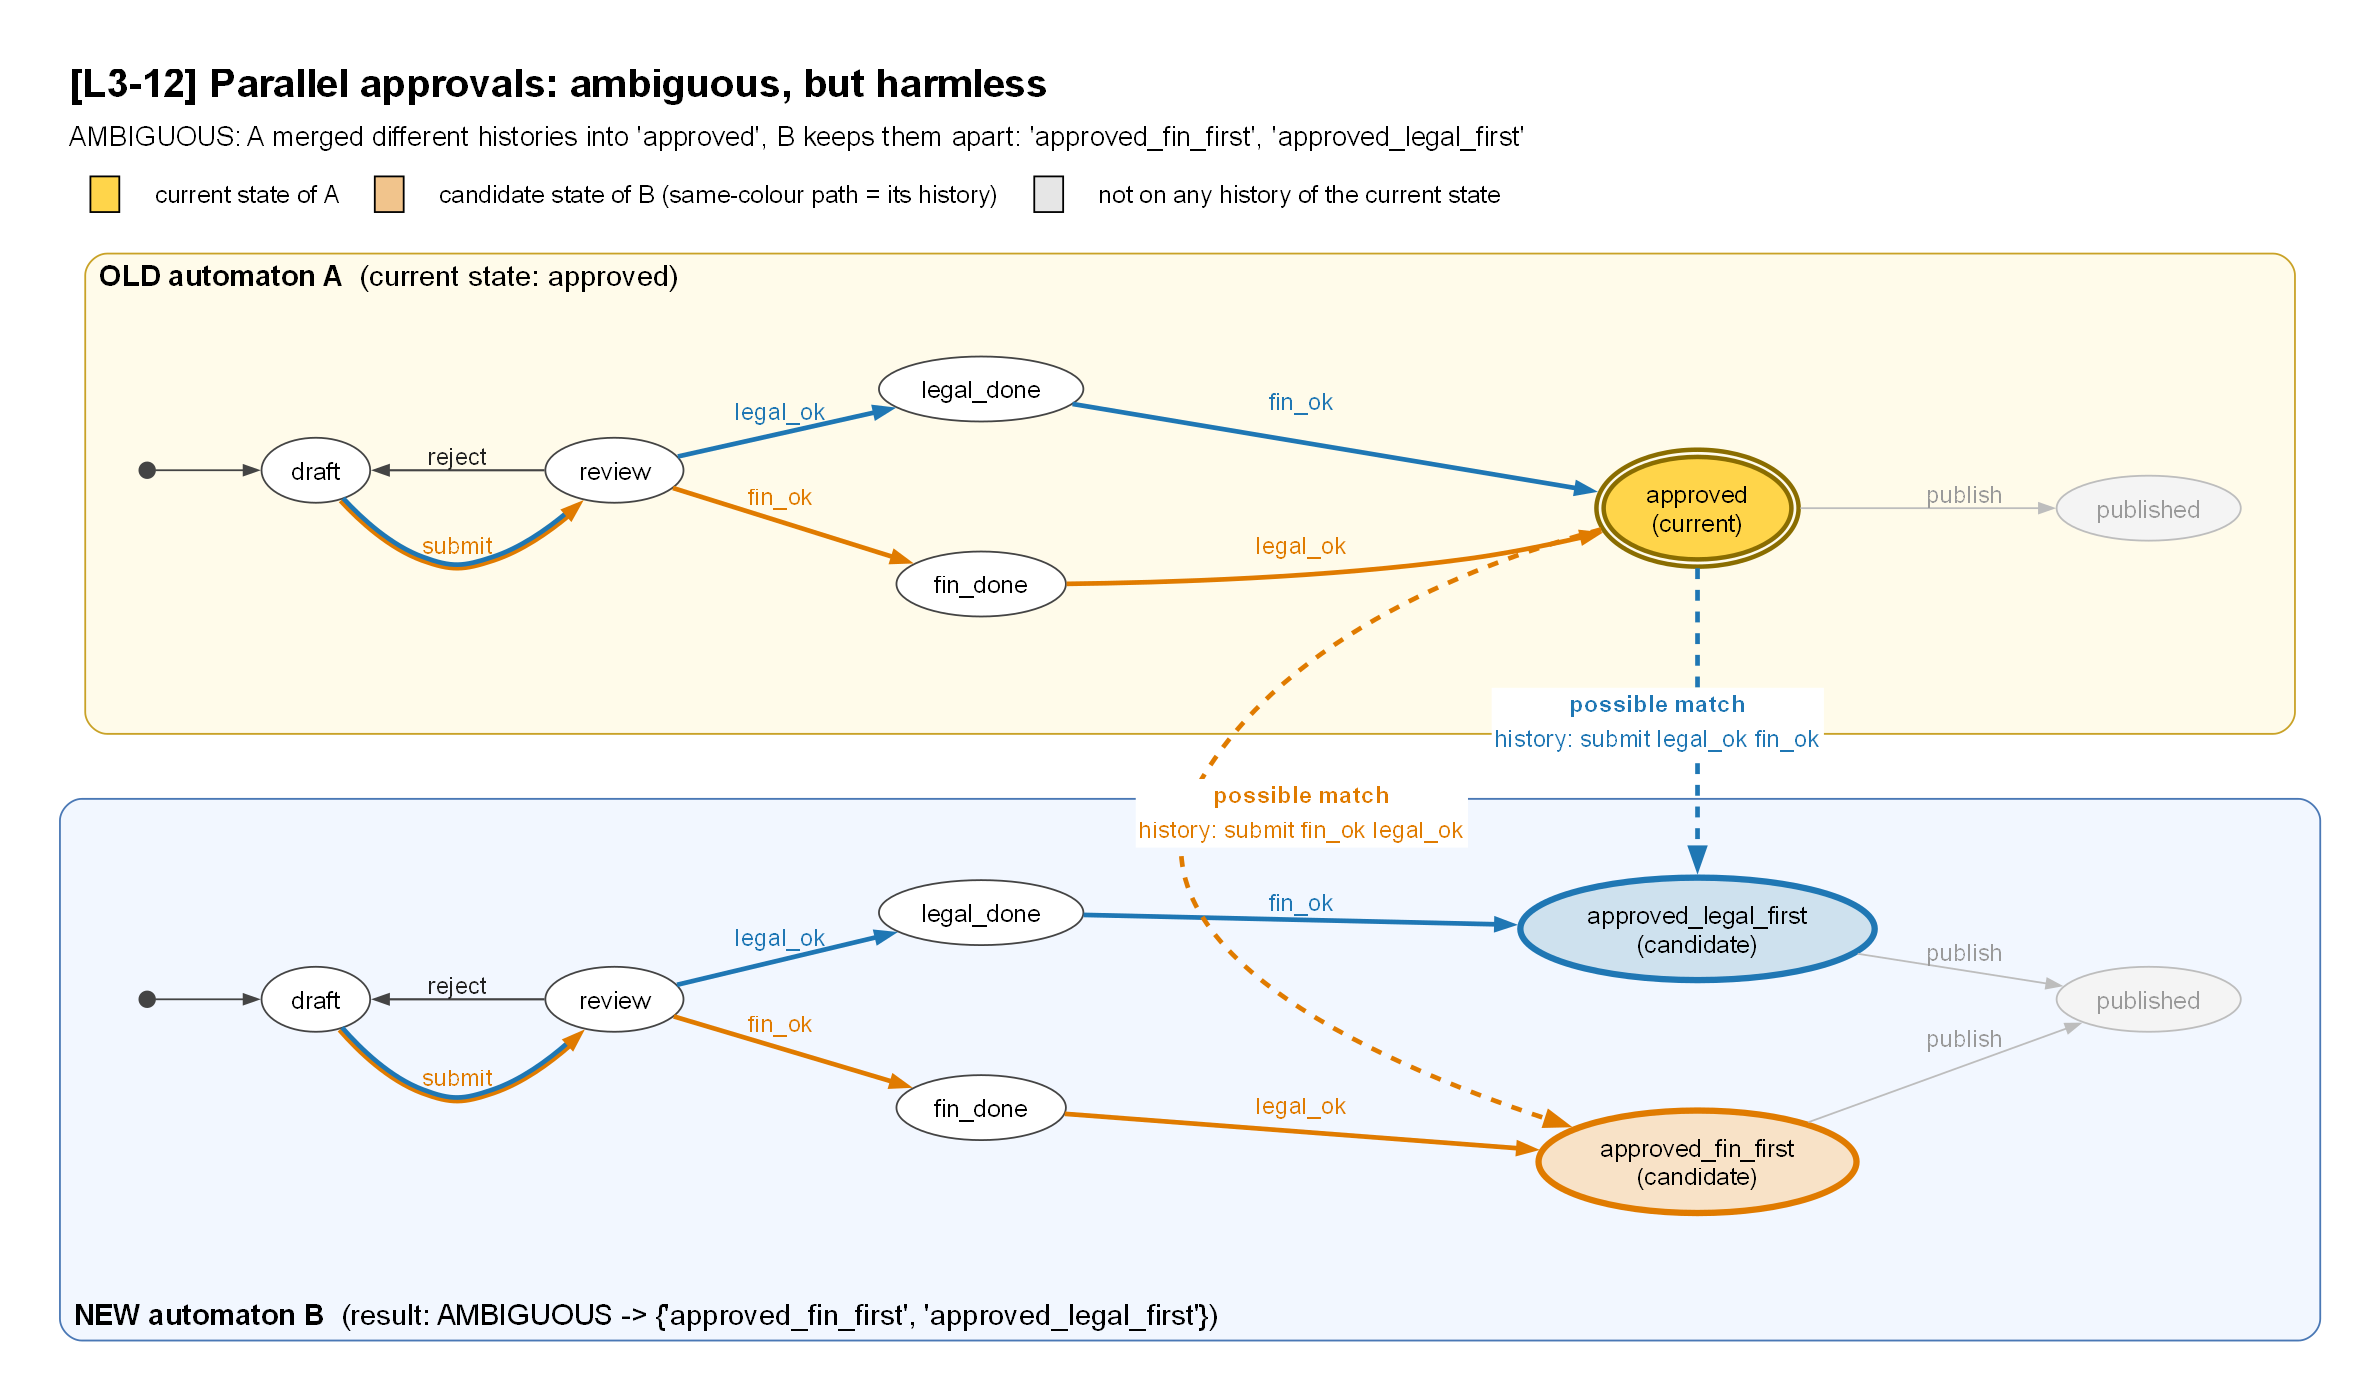 [L3-12] Parallel approvals: ambiguous, but harmless
AMBIGUOUS: A merged different histories into 'approved', B keeps them apart: 'approved_fin_first', 'approved_legal_first'
current state of A
candidate state of B (same-colour path = its history)
not on any history of the current state
OLD automaton A (current state: approved)
draft
reject
submit
review
legal_ok
fin_ok
legal_done
fin_done
fin_ok
legal_ok
approved
(current)
publish
published
possible match
history: submit legal_ok fin_ok
possible match
history: submit fin_ok legal_ok
draft
reject
submit
review
legal_ok
fin_ok
legal_done
fin_done
fin_ok
legal_ok
approved_legal_first
(candidate)
approved_fin_first
(candidate)
publish
publish
published
NEW automaton B (result: AMBIGUOUS -> {'approved_fin_first', 'approved_legal_first'})